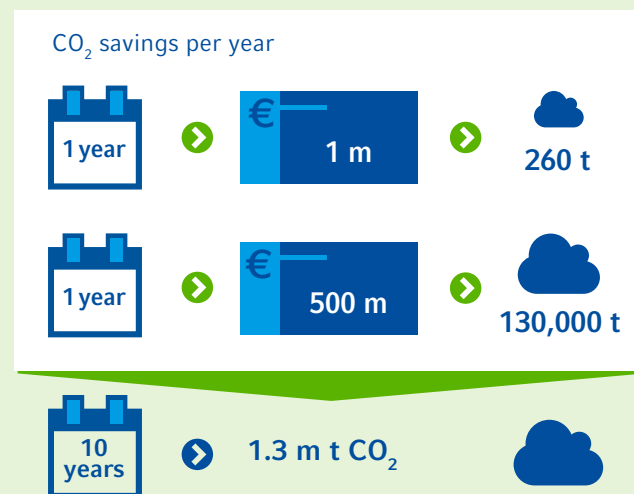 CO₂ savings per year
1 year
€
1 m
260 t
1 year
€
500 m
130,000 t
10
years
1.3 m t CO₂